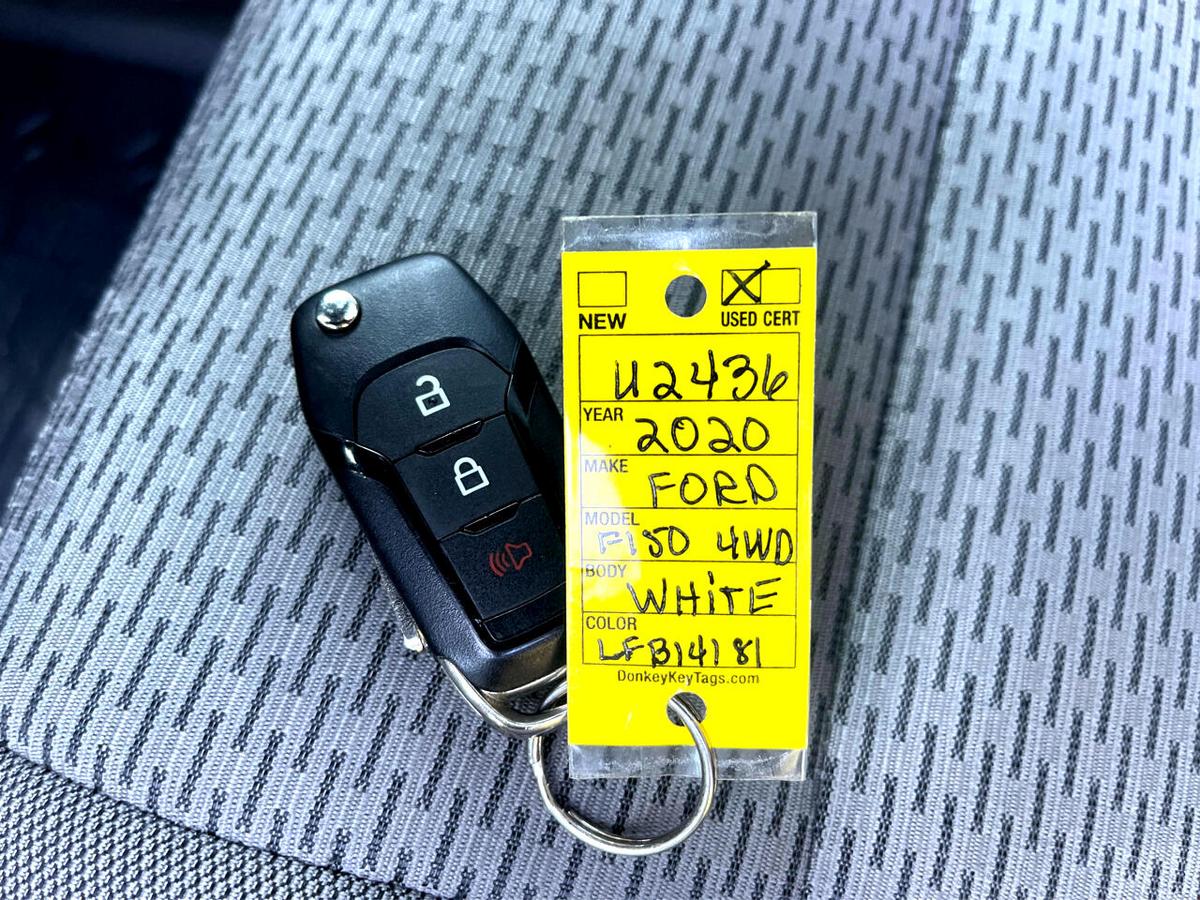 NEW USED CERT
U2436
YEAR 2020
MAKE FORD
MODEL F150 4WD
BODY WHiTE
COLOR LFB14181
DonkeyKeyTags.com